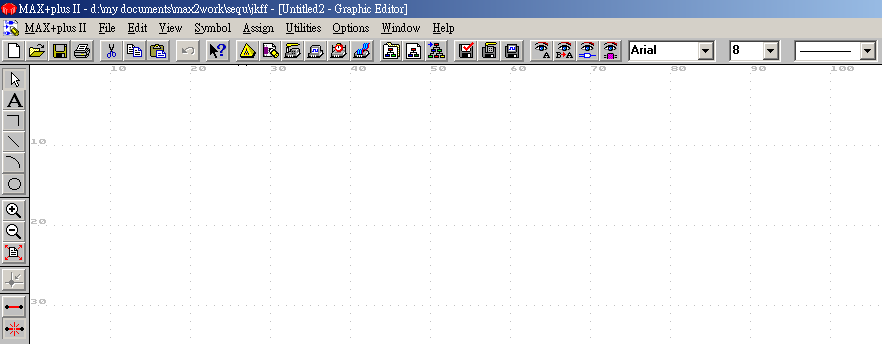 MAX+plus II - d:\my documents\max2work\sequ\jkff - [Untitled2 - Graphic Editor]
MAX+plus II File Edit View Symbol Assign Utilities Options Window Help
A B+A Arial 8
10 20 30 40 50 60 70 80 90 100
A
10
20
30